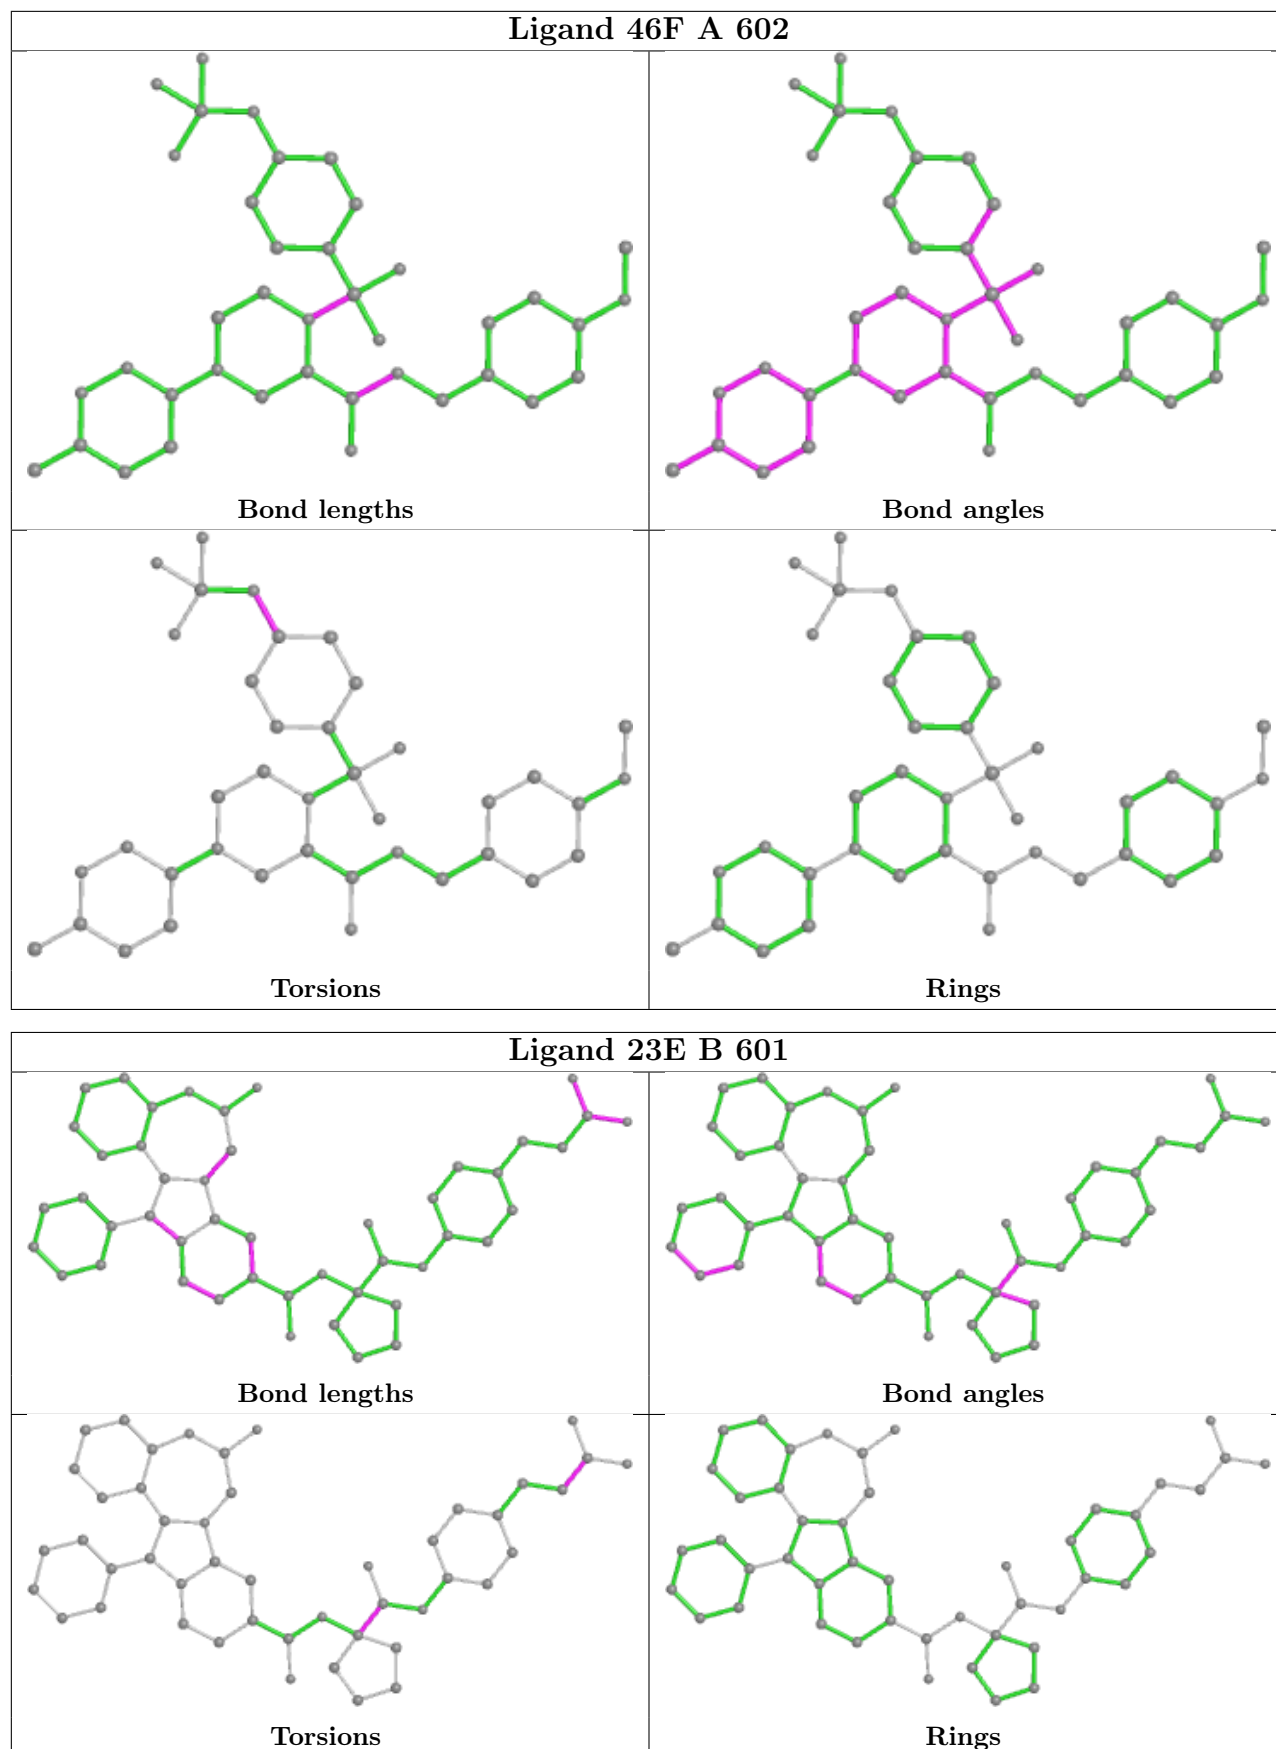 Ligand 46F A 602
Bond lengths
Bond angles
Torsions
Rings
Ligand 23E B 601
Bond lengths
Bond angles
Torsions
Rings